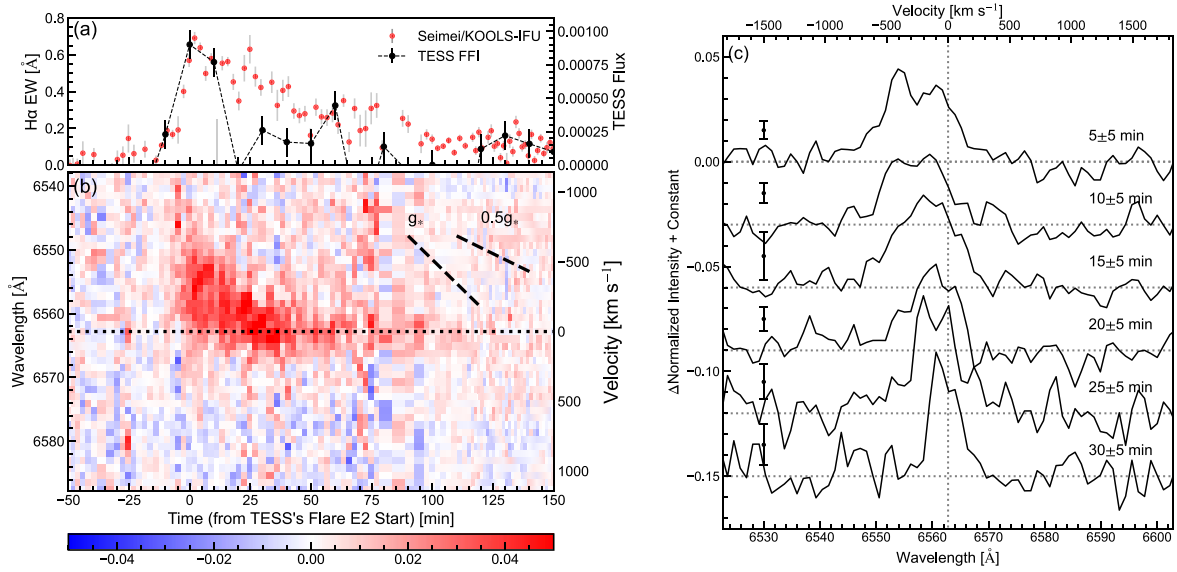 (a)
Seimei/KOOLS-IFU
TESS FFI
Hα EW [Å]
0.8
0.6
0.4
0.2
0.0
TESS Flux
0.00100
0.00075
0.00050
0.00025
0.00000
(b)
g*
0.5g*
Wavelength [Å]
6540
6550
6560
6570
6580
Velocity [km s⁻¹]
−1000
−500
0
500
1000
−50 −25 0 25 50 75 100 125 150
Time (from TESS's Flare E2 Start) [min]
−0.04 −0.02 0.00 0.02 0.04
Velocity [km s⁻¹]
−1500 −1000 −500 0 500 1000 1500
(c)
ΔNormalized Intensity + Constant
0.05
0.00
−0.05
−0.10
−0.15
5±5 min
10±5 min
15±5 min
20±5 min
25±5 min
30±5 min
6530 6540 6550 6560 6570 6580 6590 6600
Wavelength [Å]